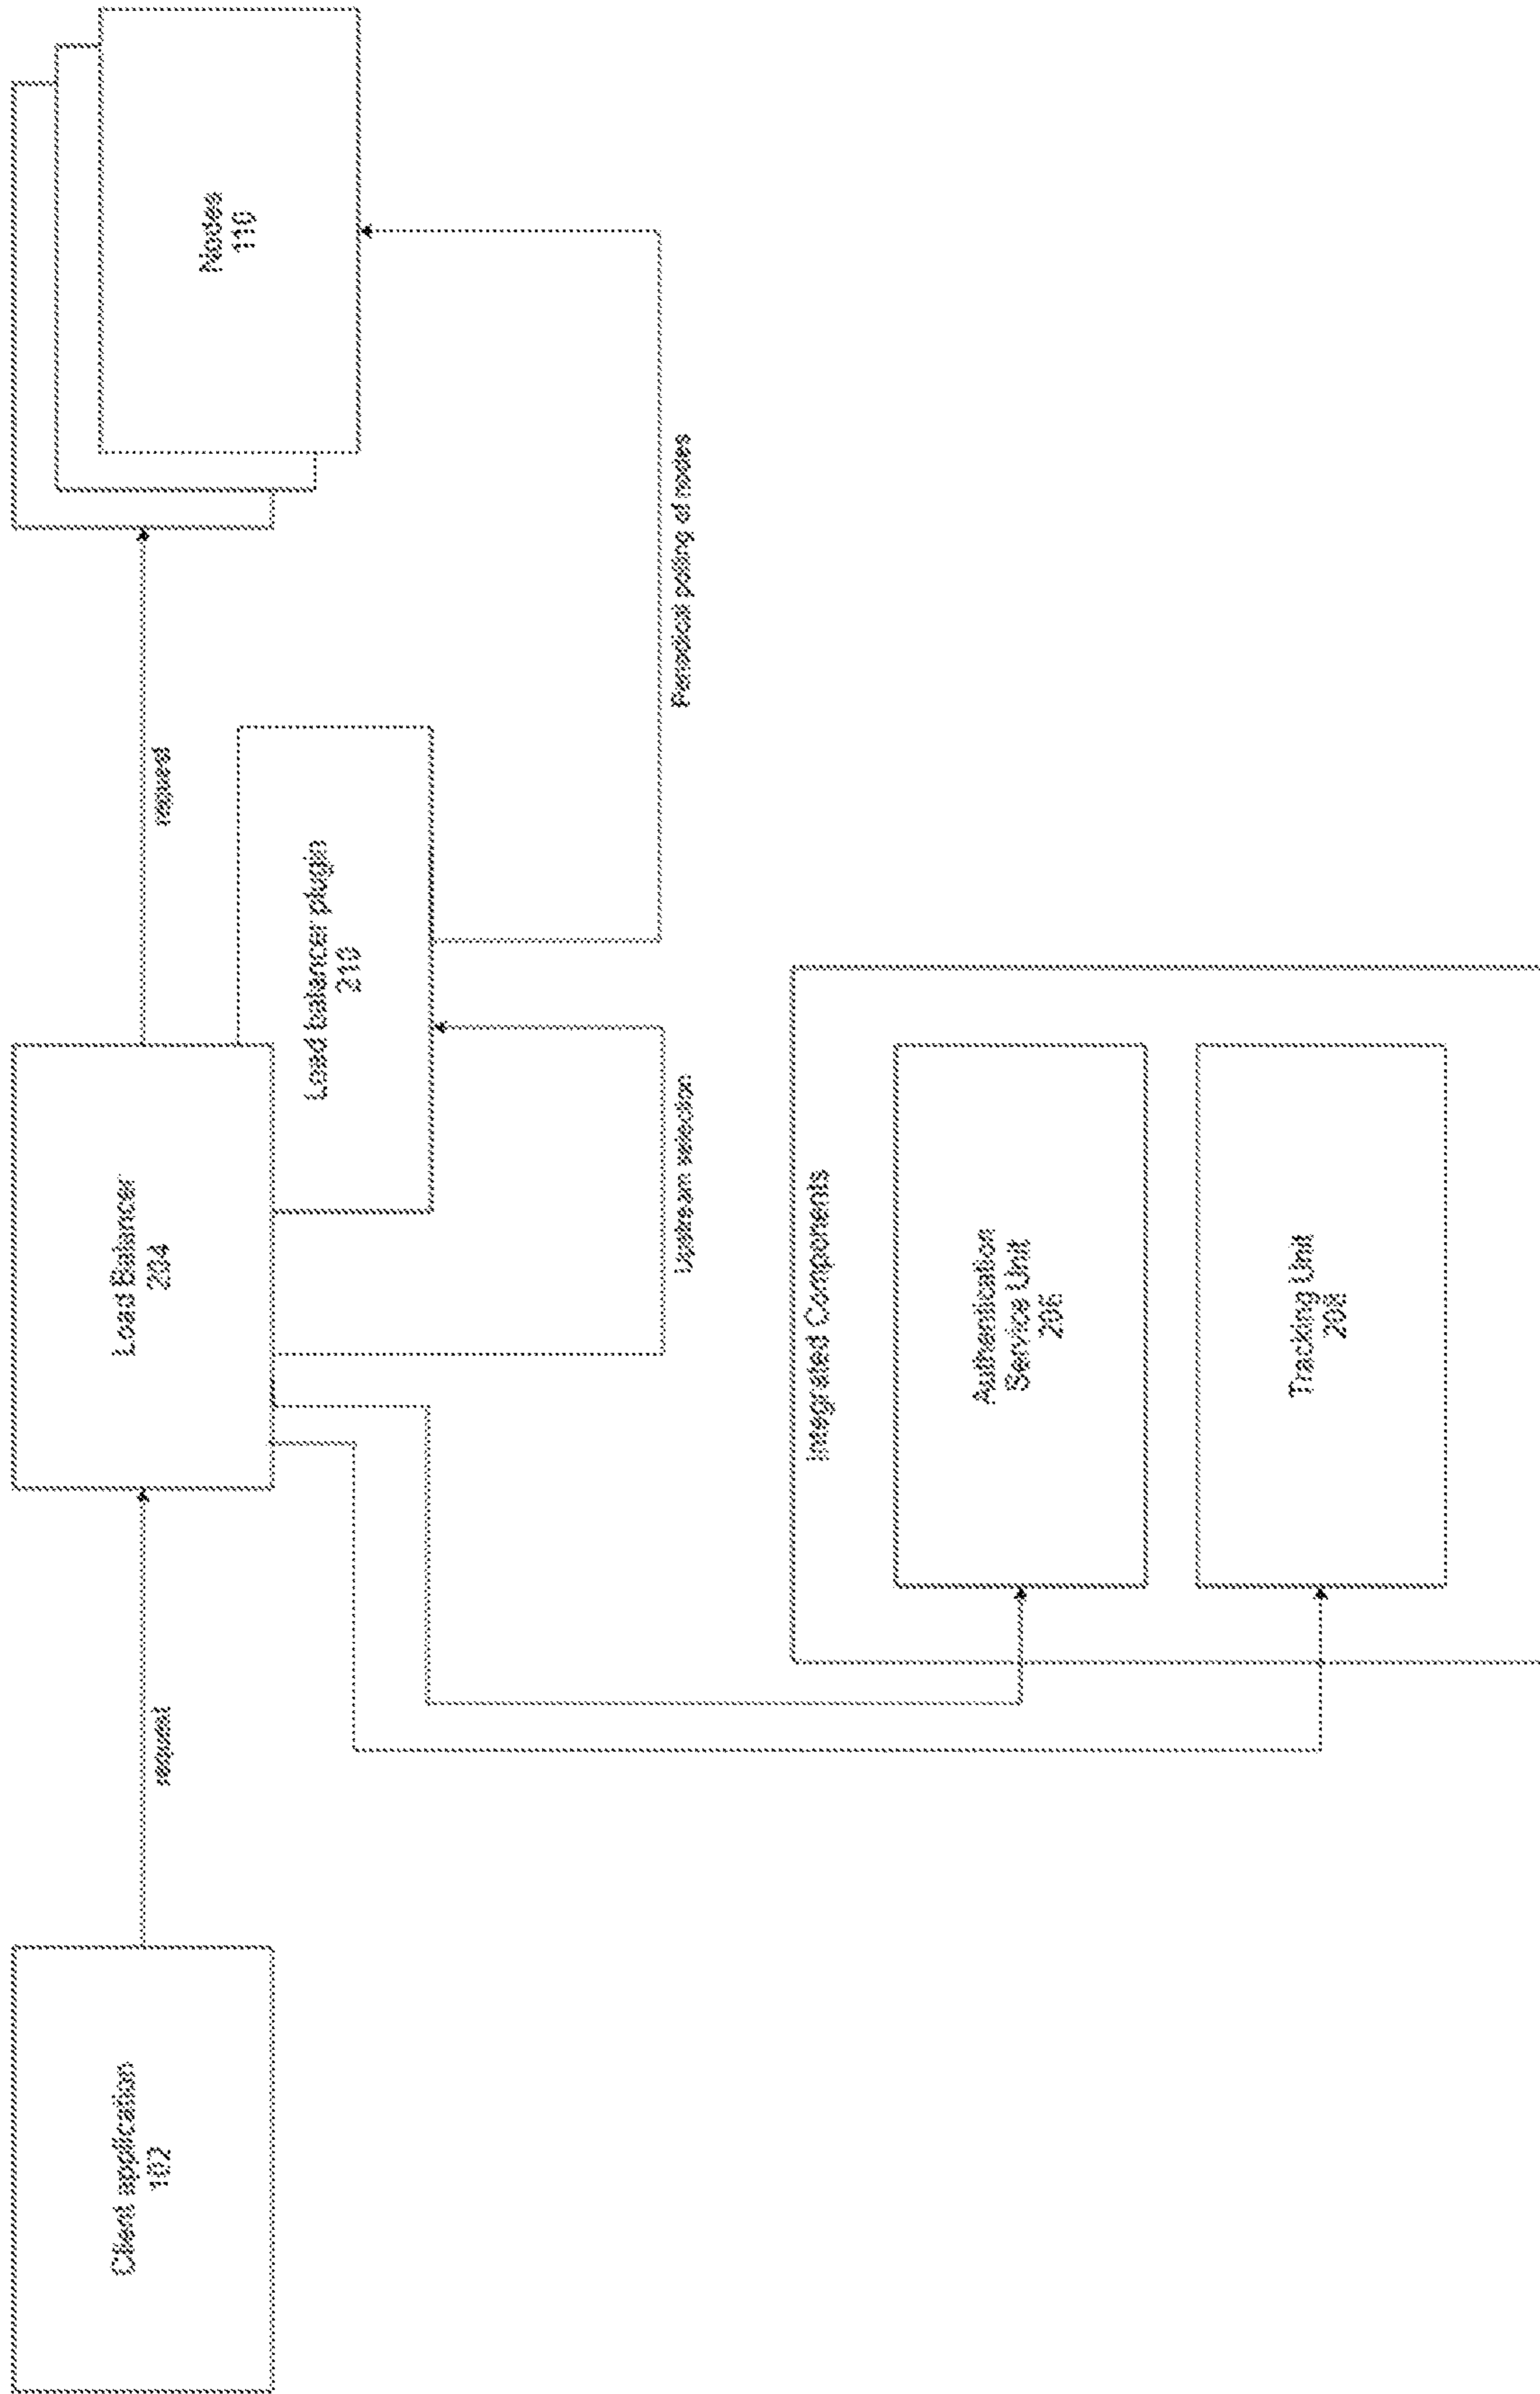 Client application
102
request
Load Balancer
204
request
Nodes
110
Load balancer plugin
210
Upstream selection
Periodical polling of nodes
Integrated Components
Authentication
Service Unit
206
Tracking Unit
208